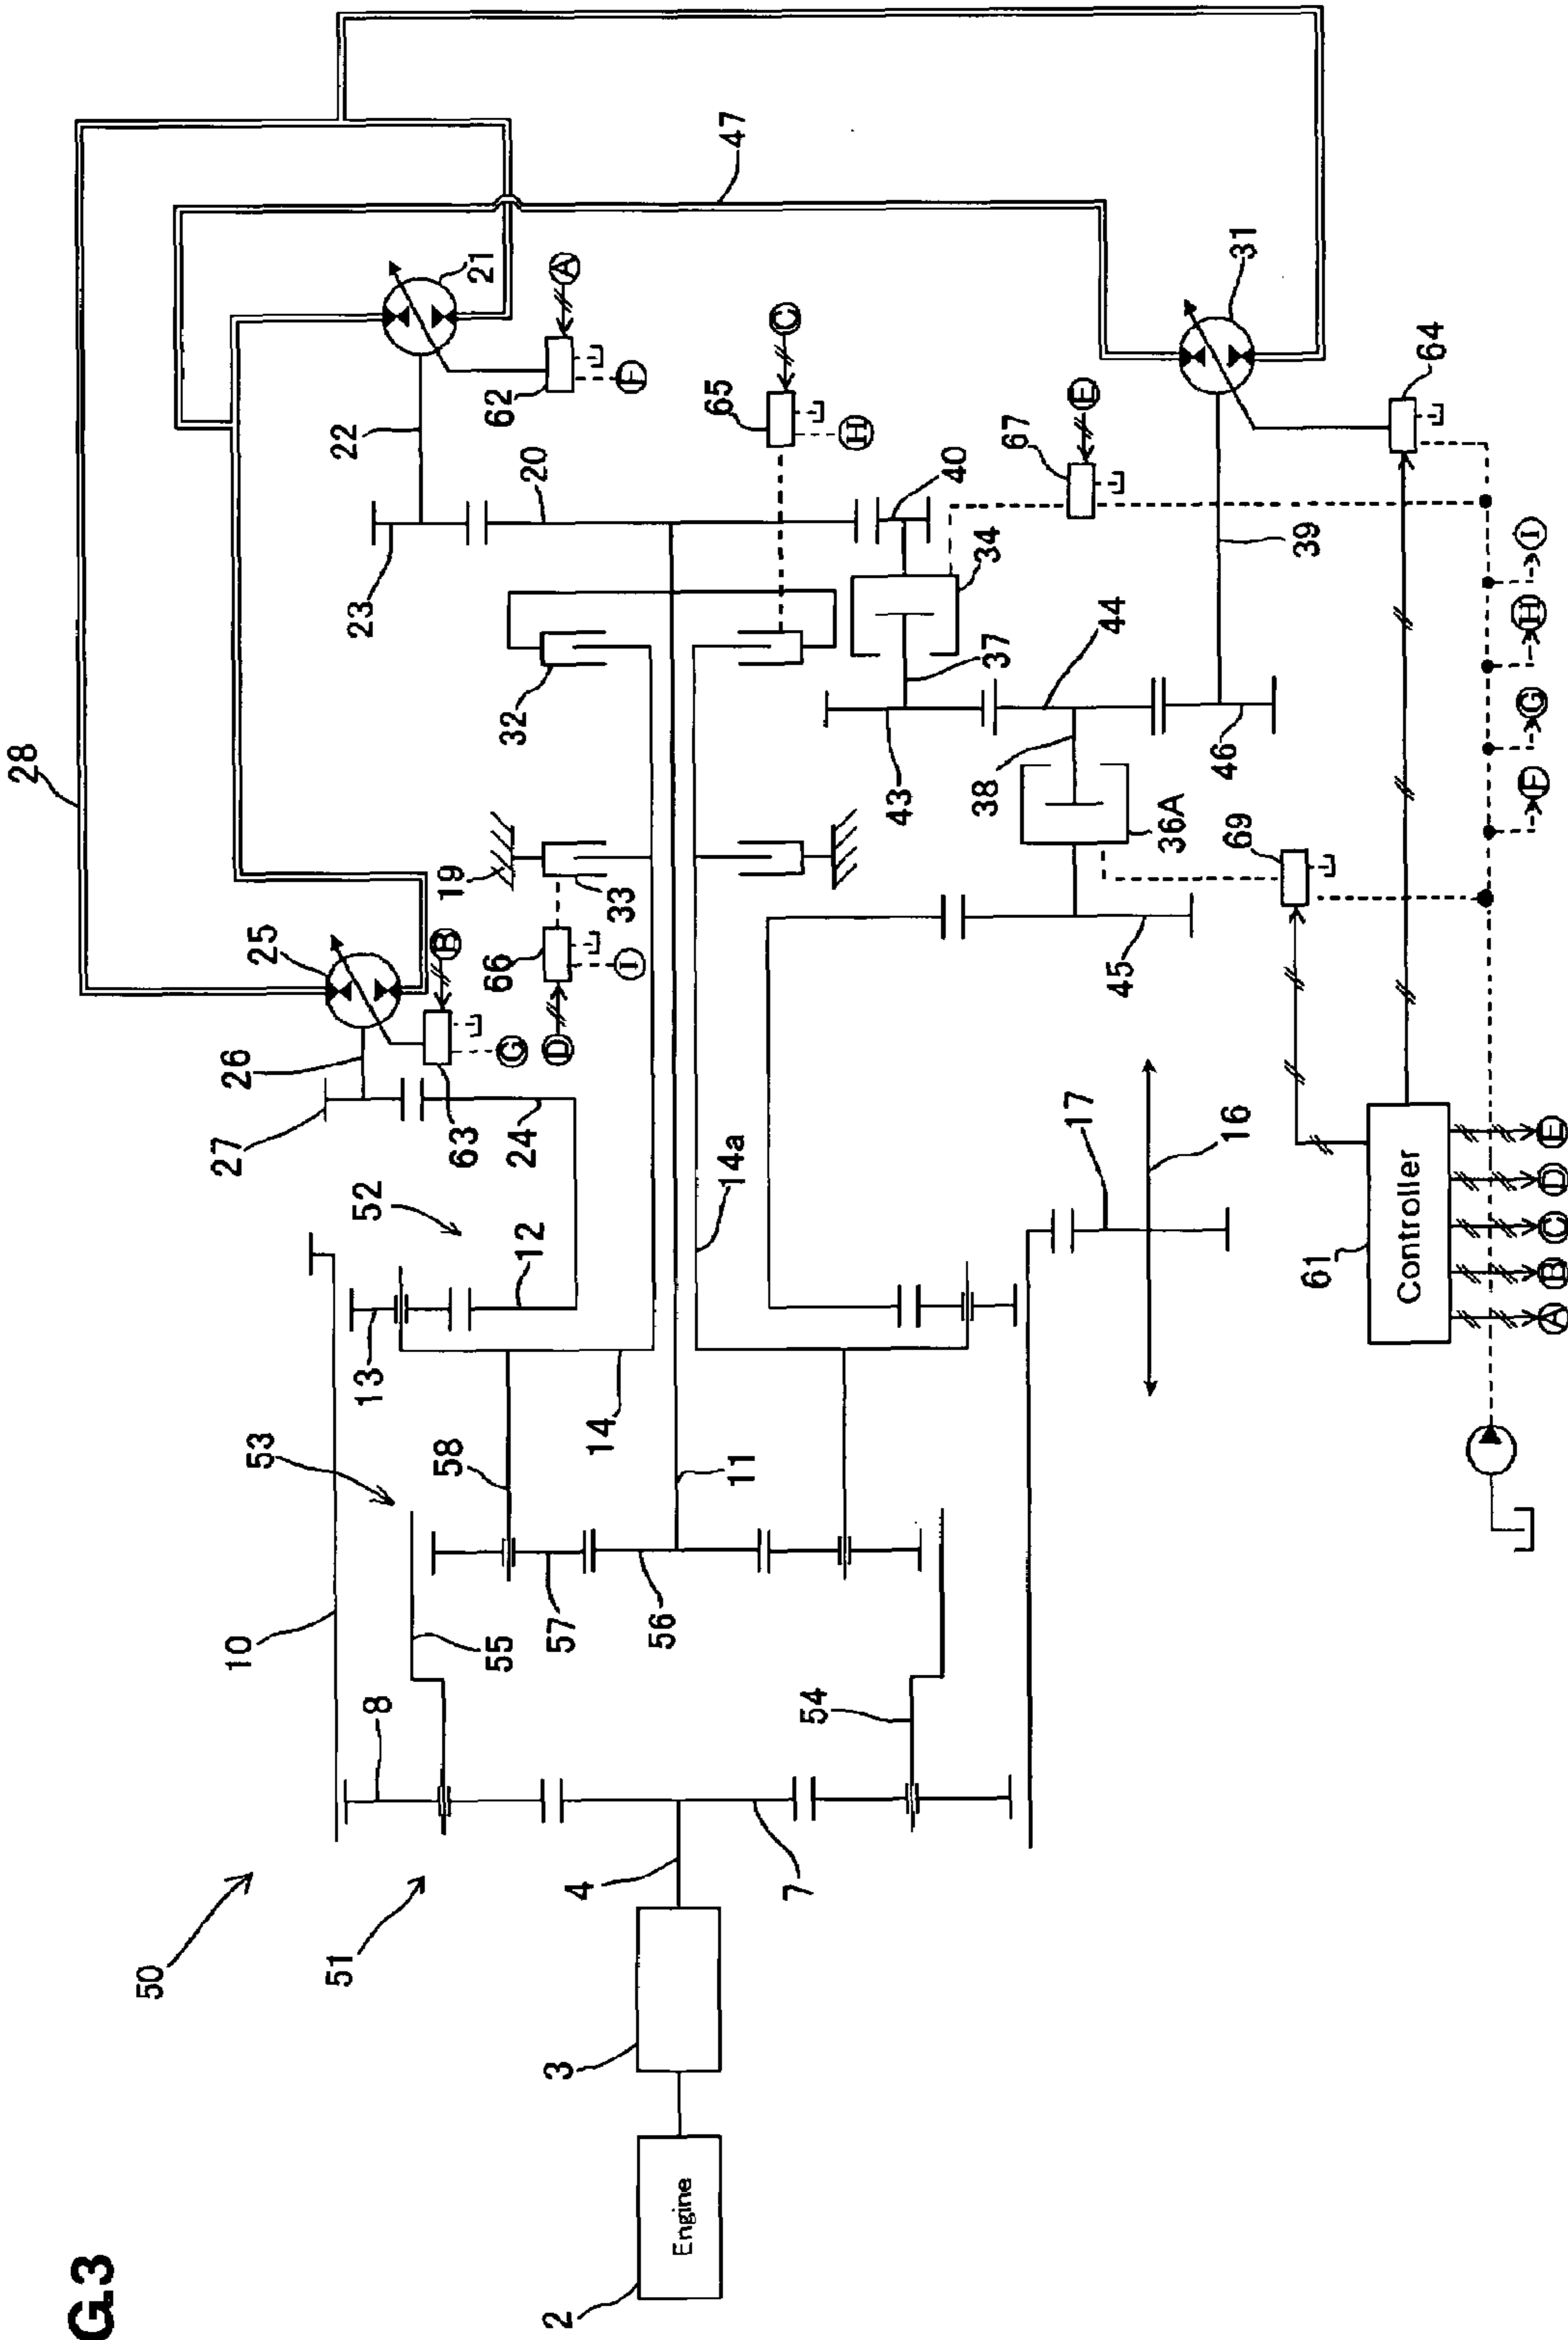 G.3
50
51
53
52
10
8
55
57
56
54
58
13
12
14
14a
11
4
7
3
2
Engine
27
26
25
24
63
B
G
66
D
I
19
33
28
32
23
22
20
21
62
A
F
65
C
H
47
40
34
67
E
37
43
44
38
36A
45
46
39
31
64
69
17
16
61
Controller
A
B
C
D
E
F
G
H
I